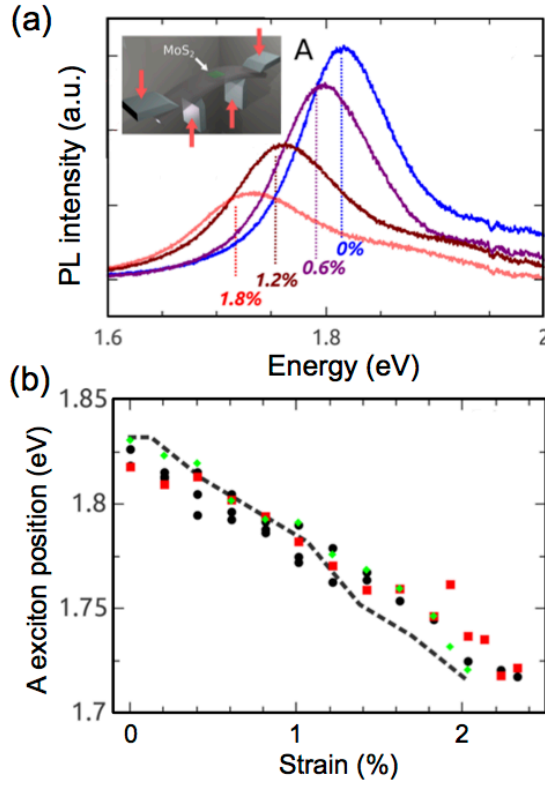 (a)
MoS2
A
PL intensity (a.u.)
0%
0.6%
1.2%
1.8%
1.6
1.8
2
Energy (eV)
(b)
1.85
1.8
1.75
1.7
A exciton position (eV)
0
1
2
Strain (%)